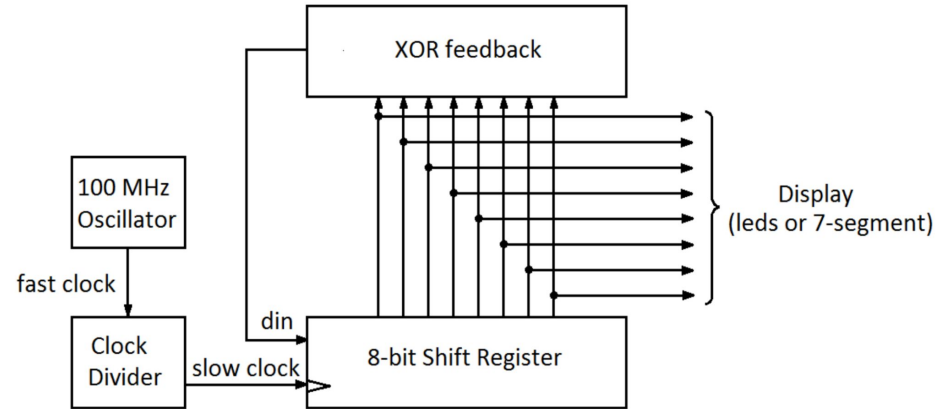 XOR feedback
100 MHz
Oscillator
Display
(leds or 7-segment)
fast clock
din
Clock
Divider
slow clock
8-bit Shift Register